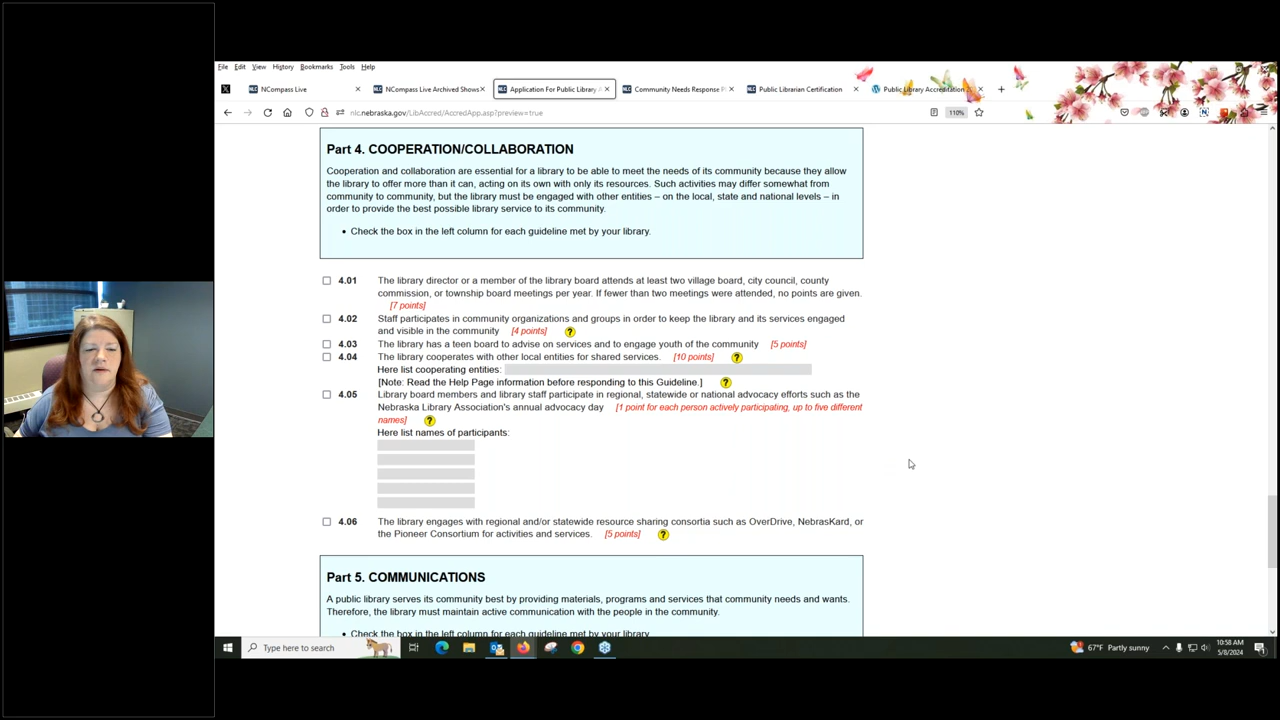 File Edit View History Bookmarks Tools Help
NCompass Live
NCompass Live Archived Shows
Application For Public Library A
Community Needs Response P
Public Librarian Certification
Public Library Accreditation 20
nlc.nebraska.gov/LibAccred/AccredApp.asp?preview=true
110%
Part 4. COOPERATION/COLLABORATION
Cooperation and collaboration are essential for a library to be able to meet the needs of its community because they allow
the library to offer more than it can, acting on its own with only its resources. Such activities may differ somewhat from
community to community, but the library must be engaged with other entities – on the local, state and national levels – in
order to provide the best possible library service to its community.
• Check the box in the left column for each guideline met by your library.
4.01 The library director or a member of the library board attends at least two village board, city council, county
commission, or township board meetings per year. If fewer than two meetings were attended, no points are given.
[7 points]
4.02 Staff participates in community organizations and groups in order to keep the library and its services engaged
and visible in the community [4 points] ?
4.03 The library has a teen board to advise on services and to engage youth of the community [5 points]
4.04 The library cooperates with other local entities for shared services. [10 points] ?
Here list cooperating entities:
[Note: Read the Help Page information before responding to this Guideline.] ?
4.05 Library board members and library staff participate in regional, statewide or national advocacy efforts such as the
Nebraska Library Association's annual advocacy day [1 point for each person actively participating, up to five different
names] ?
Here list names of participants:
4.06 The library engages with regional and/or statewide resource sharing consortia such as OverDrive, NebrasKard, or
the Pioneer Consortium for activities and services. [5 points] ?
Part 5. COMMUNICATIONS
A public library serves its community best by providing materials, programs and services that community needs and wants.
Therefore, the library must maintain active communication with the people in the community.
• Check the box in the left column for each guideline met by your library.
Type here to search
67°F Partly sunny
10:58 AM
5/8/2024